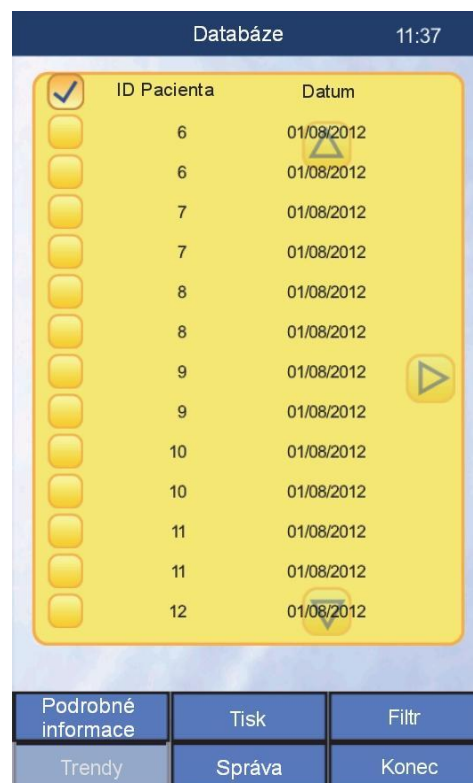 Databáze 11:37
ID Pacienta Datum
6 01/08/2012
6 01/08/2012
7 01/08/2012
7 01/08/2012
8 01/08/2012
8 01/08/2012
9 01/08/2012
9 01/08/2012
10 01/08/2012
10 01/08/2012
11 01/08/2012
11 01/08/2012
12 01/08/2012
Podrobné
informace
Tisk
Filtr
Trendy
Správa
Konec